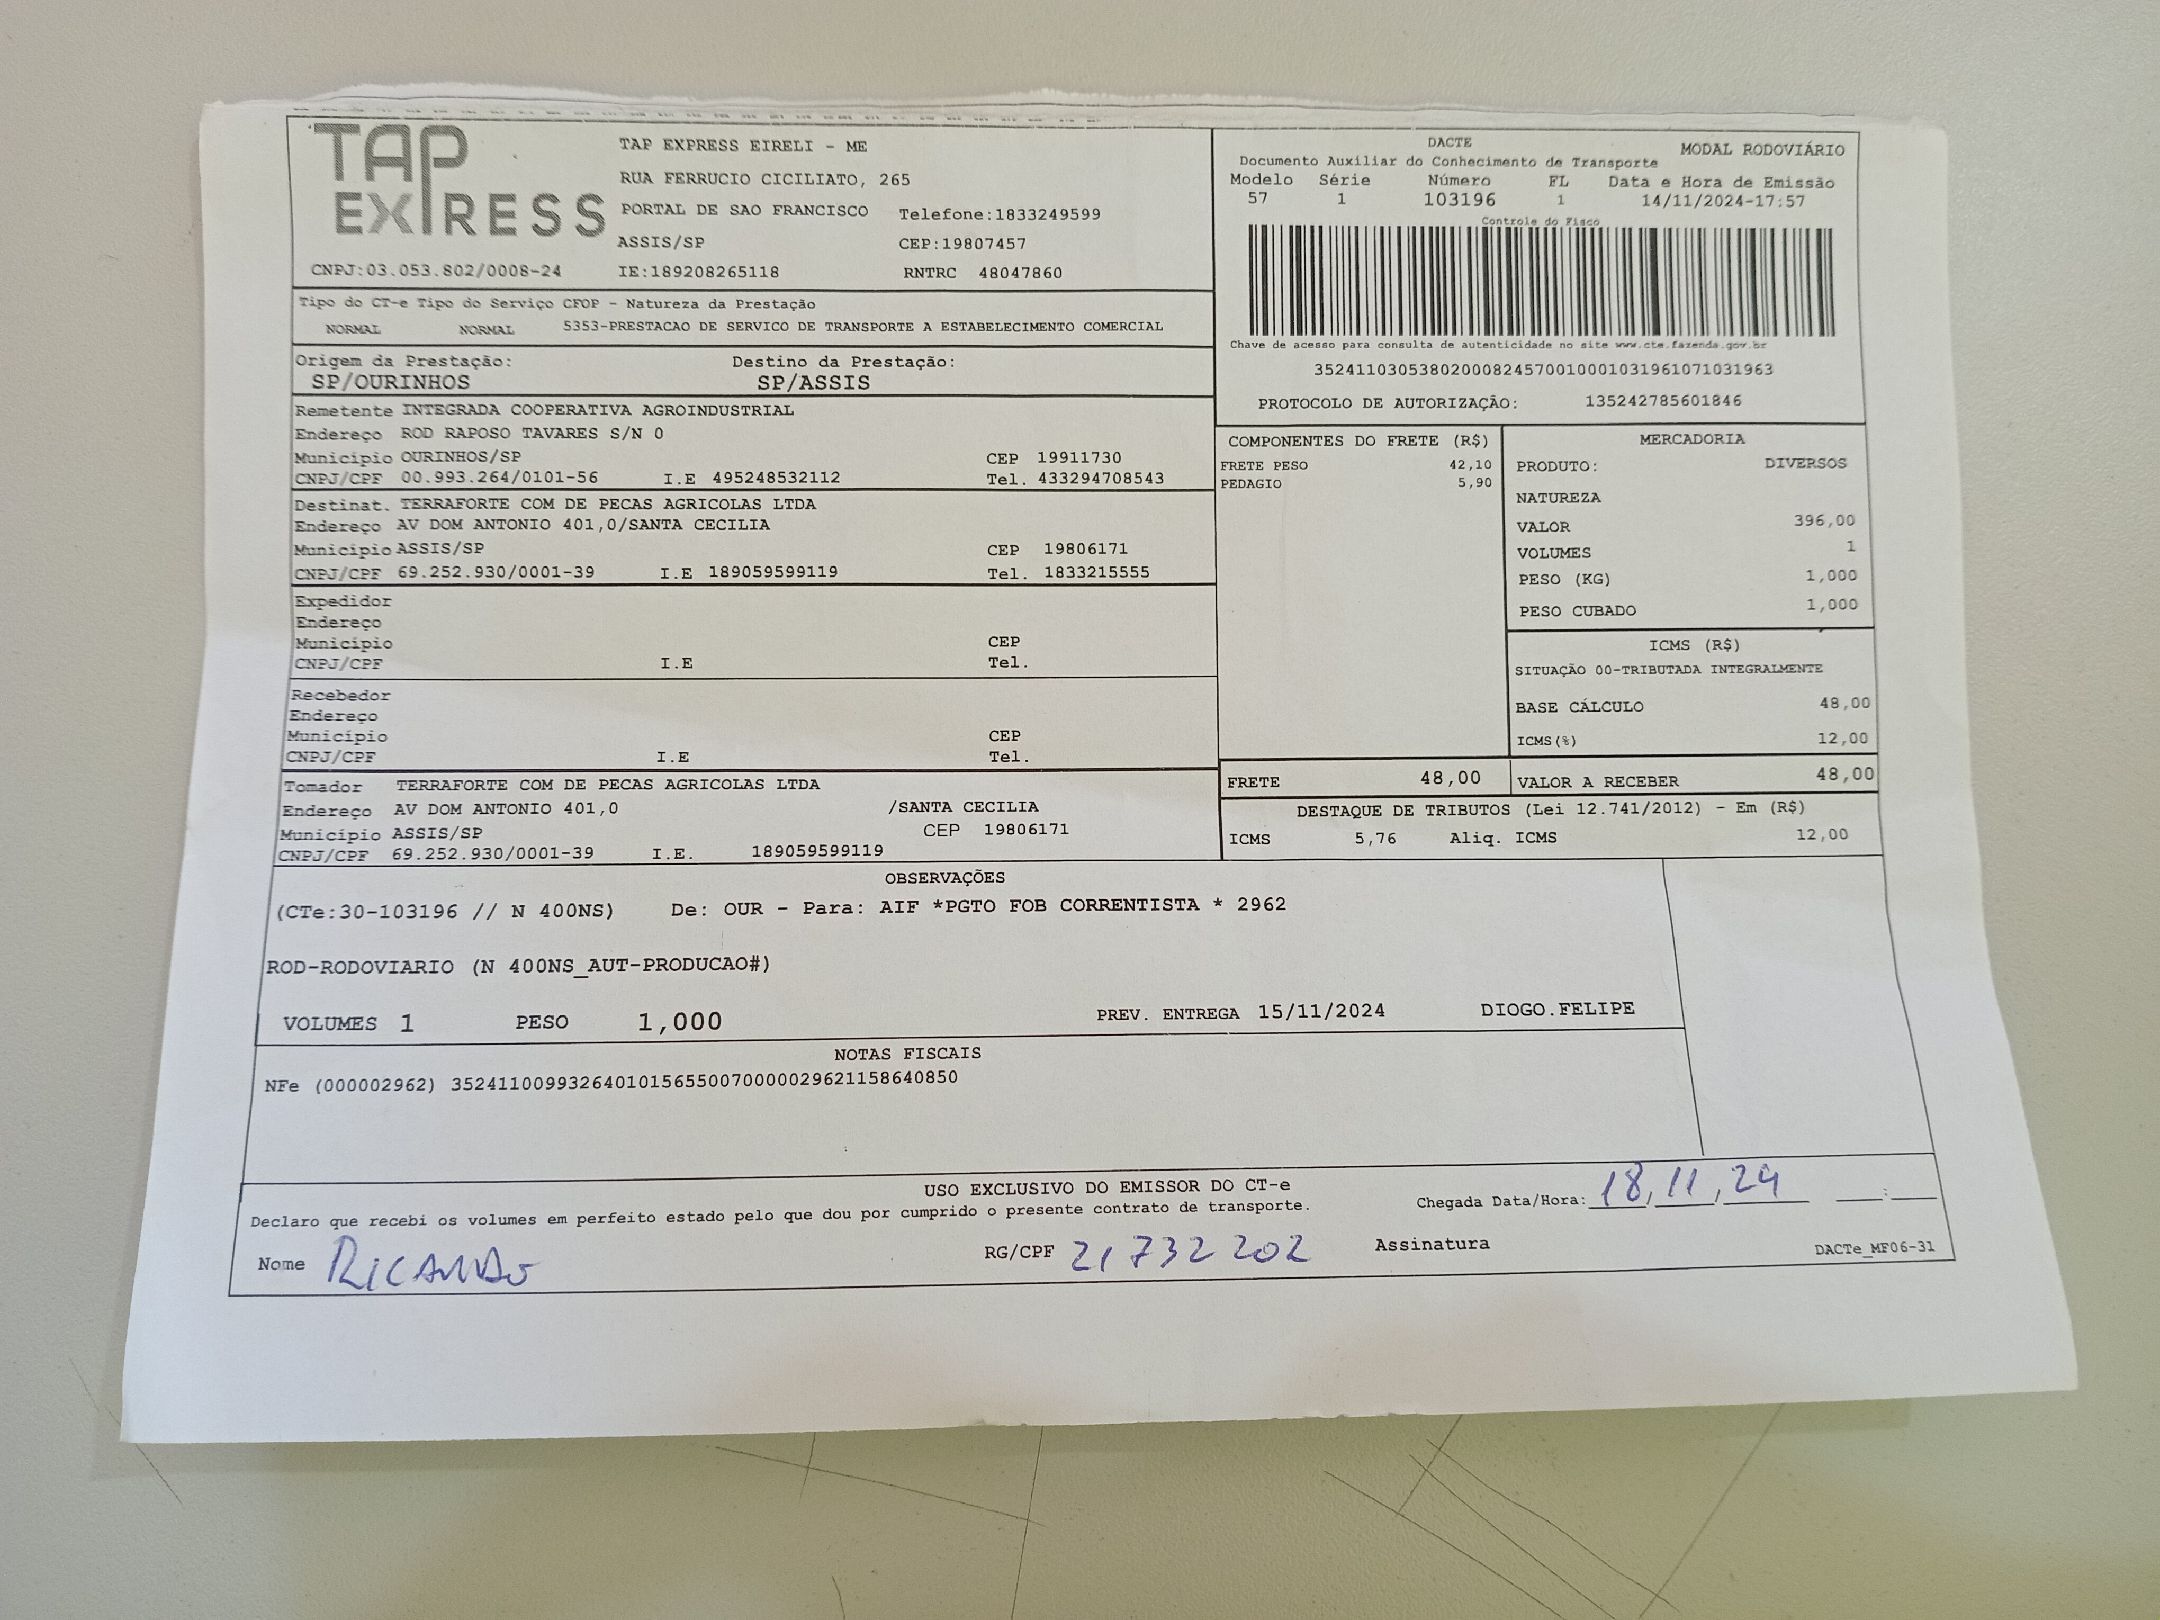 TAP EXPRESS
TAP EXPRESS EIRELI - ME
RUA FERRUCIO CICILIATO, 265
PORTAL DE SAO FRANCISCO Telefone:1833249599
ASSIS/SP CEP:19807457
CNPJ:03.053.802/0008-24 IE:189208265118 RNTRC 48047860
DACTE MODAL RODOVIÁRIO
Documento Auxiliar do Conhecimento de Transporte
Modelo Série Número FL Data e Hora de Emissão
57 1 103196 1 14/11/2024-17:57
Controle do Fisco
Chave de acesso para consulta de autenticidade no site www.cte.fazenda.gov.br
35241103053802000824570010001031961071031963
PROTOCOLO DE AUTORIZAÇÃO: 135242785601846
Tipo do CT-e Tipo do Serviço CFOP - Natureza da Prestação
NORMAL NORMAL 5353-PRESTACAO DE SERVICO DE TRANSPORTE A ESTABELECIMENTO COMERCIAL
Origem da Prestação: Destino da Prestação:
SP/OURINHOS SP/ASSIS
Remetente INTEGRADA COOPERATIVA AGROINDUSTRIAL
Endereço ROD RAPOSO TAVARES S/N 0
Município OURINHOS/SP CEP 19911730
CNPJ/CPF 00.993.264/0101-56 I.E 495248532112 Tel. 433294708543
Destinat. TERRAFORTE COM DE PECAS AGRICOLAS LTDA
Endereço AV DOM ANTONIO 401,0/SANTA CECILIA
Município ASSIS/SP CEP 19806171
CNPJ/CPF 69.252.930/0001-39 I.E 189059599119 Tel. 1833215555
Expedidor
Endereço
Município CEP
CNPJ/CPF I.E Tel.
Recebedor
Endereço
Município CEP
CNPJ/CPF I.E Tel.
Tomador TERRAFORTE COM DE PECAS AGRICOLAS LTDA
Endereço AV DOM ANTONIO 401,0 /SANTA CECILIA
Município ASSIS/SP CEP 19806171
CNPJ/CPF 69.252.930/0001-39 I.E. 189059599119
COMPONENTES DO FRETE (R$)
FRETE PESO 42,10
PEDAGIO 5,90
MERCADORIA
PRODUTO: DIVERSOS
NATUREZA
VALOR 396,00
VOLUMES 1
PESO (KG) 1,000
PESO CUBADO 1,000
ICMS (R$)
SITUAÇÃO 00-TRIBUTADA INTEGRALMENTE
BASE CÁLCULO 48,00
ICMS(%) 12,00
FRETE 48,00 VALOR A RECEBER 48,00
DESTAQUE DE TRIBUTOS (Lei 12.741/2012) - Em (R$)
ICMS 5,76 Aliq. ICMS 12,00
OBSERVAÇÕES
(CTe:30-103196 // N 400NS) De: OUR - Para: AIF *PGTO FOB CORRENTISTA * 2962
ROD-RODOVIARIO (N 400NS_AUT-PRODUCAO#)
VOLUMES 1 PESO 1,000 PREV. ENTREGA 15/11/2024 DIOGO.FELIPE
NOTAS FISCAIS
NFe (000002962) 35241100993264010156550070000029621158640850
USO EXCLUSIVO DO EMISSOR DO CT-e
Declaro que recebi os volumes em perfeito estado pelo que dou por cumprido o presente contrato de transporte. Chegada Data/Hora: 18/11/24 :
Nome RICARDO RG/CPF 21732202 Assinatura DACTe_MF06-31